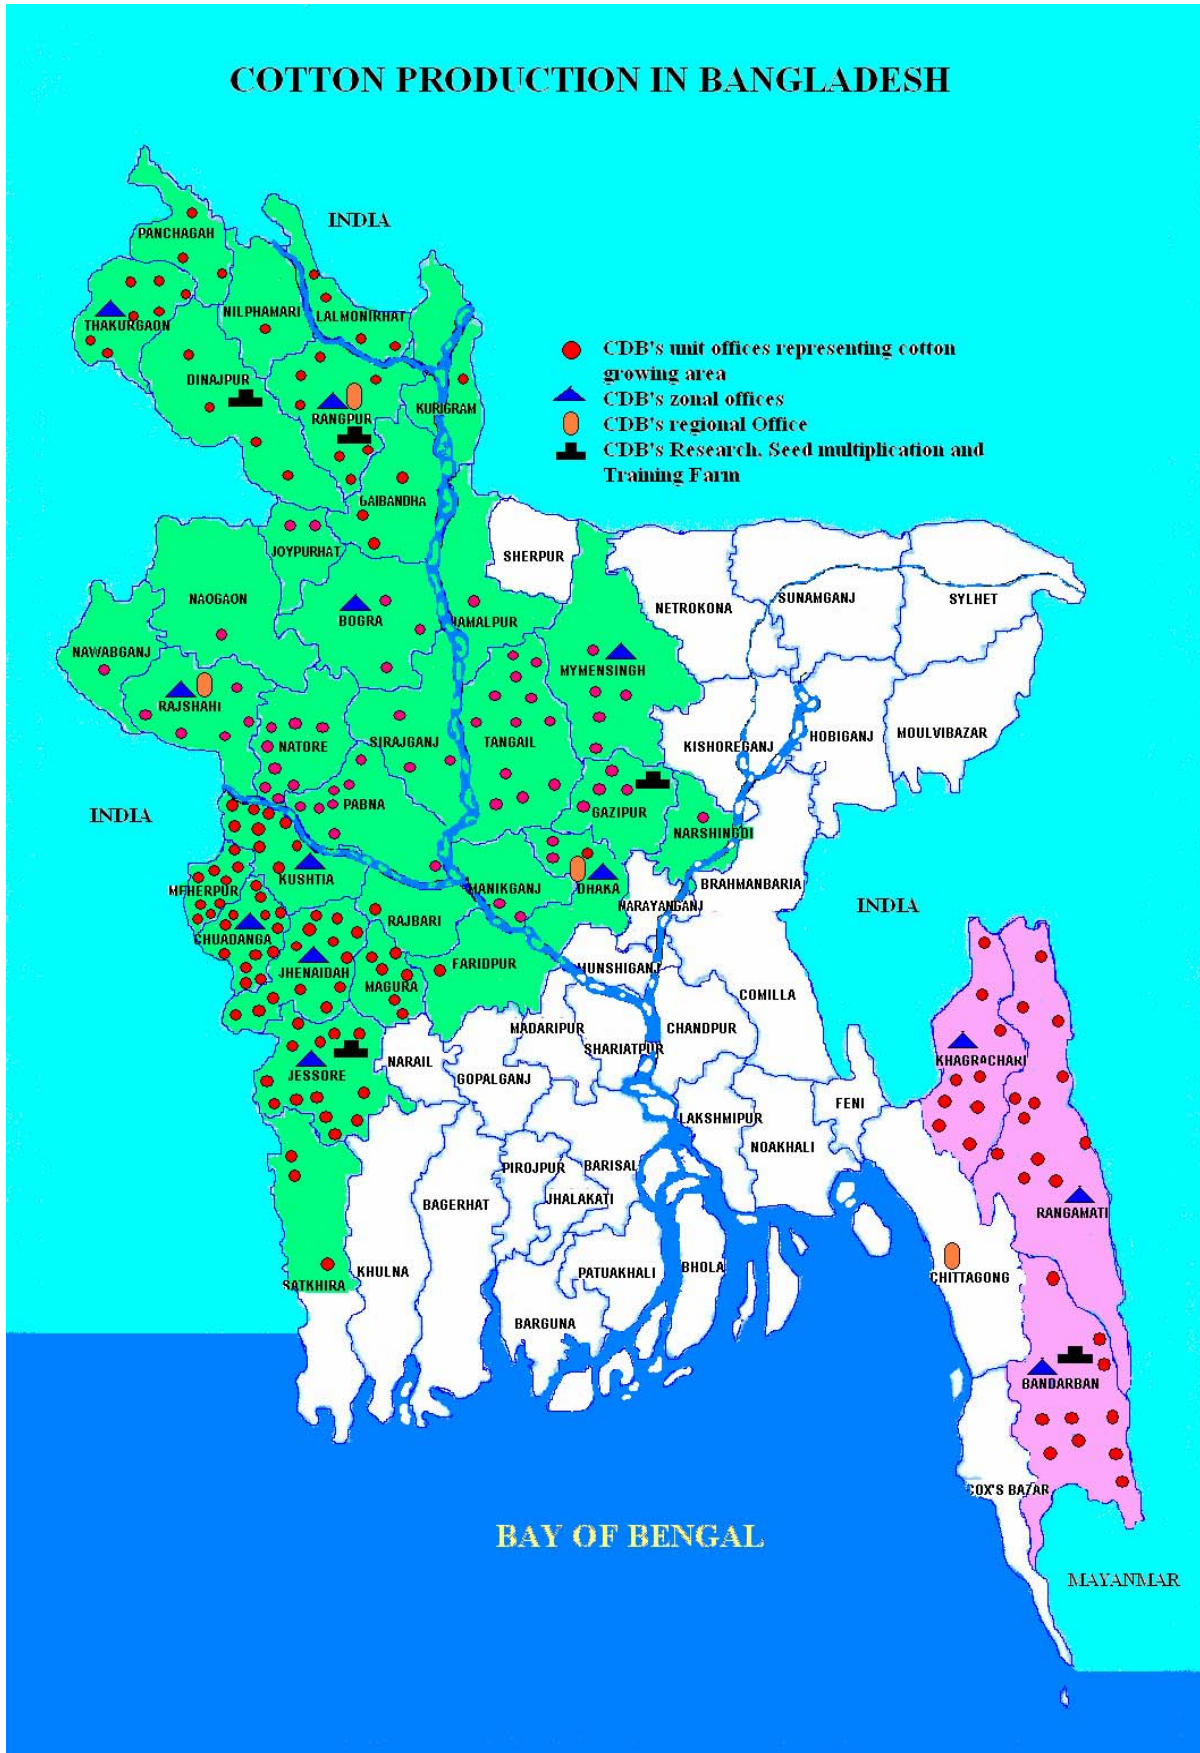 COTTON PRODUCTION IN BANGLADESH
INDIA
PANCHAGAH
NILPHAMARI
LALMONIRHAT
THAKURGAON
DINAJPUR
RANGPUR
KURIGRAM
CDB's unit offices representing cotton
growing area
CDB's zonal offices
CDB's regional Office
CDB's Research, Seed multiplication and
Training Farm
GAIBANDHA
JOYPURHAT
SHERPUR
NAOGAON
BOGRA
JAMALPUR
NETROKONA
SUNAMGANJ
SYLHET
NAWABGANJ
MYMENSINGH
RAJSHAHI
NATORE
SIRAJGANJ
TANGAIL
KISHOREGANJ
HOBIGANJ
MOULVIBAZAR
INDIA
PABNA
GAZIPUR
NARSHINGDI
MEHERPUR
KUSHTIA
MANIKGANJ
DHAKA
BRAHMANBARIA
NARAYANGANJ
INDIA
CHUADANGA
RAJBARI
JHENAIDAH
MAGURA
FARIDPUR
MUNSHIGANJ
COMILLA
MADARIPUR
SHARIATPUR
CHANDPUR
JESSORE
NARAIL
GOPALGANJ
KHAGRACHARI
LAKSHMIPUR
FENI
NOAKHALI
PIROJPUR
BARISAL
JHALAKATI
BAGERHAT
RANGAMATI
SATKHIRA
KHULNA
PATUAKHALI
BHOLA
CHITTAGONG
BARGUNA
BANDARBAN
COX'S BAZAR
BAY OF BENGAL
MAYANMAR